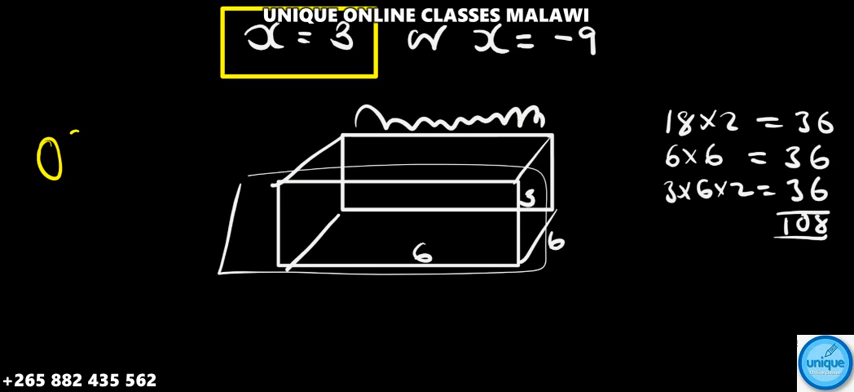 UNIQUE ONLINE CLASSES MALAWI
x = 3 or x = -9
18×2 = 36
6×6 = 36
3×6×2 = 36
108
3
6
6
unique
+265 882 435 562